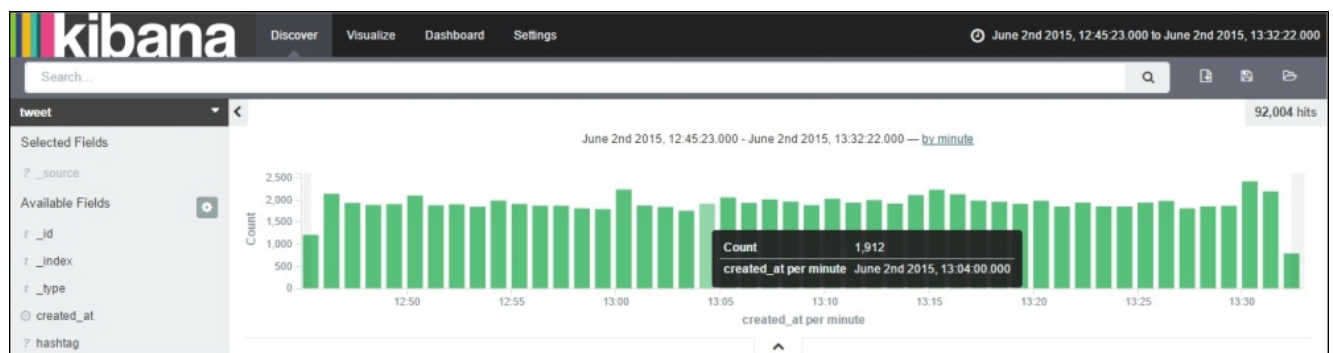 kibana
Discover Visualize Dashboard Settings June 2nd 2015, 12:45:23.000 to June 2nd 2015, 13:32:22.000
Search...
tweet 92,004 hits
Selected Fields
? _source
Available Fields
t _id
t _index
t _type
created_at
? hashtag
June 2nd 2015, 12:45:23.000 - June 2nd 2015, 13:32:22.000 — by minute
Count
2,500
2,000
1,500
1,000
500
0
Count 1,912
created_at per minute June 2nd 2015, 13:04:00.000
12:50 12:55 13:00 13:05 13:10 13:15 13:20 13:25 13:30
created_at per minute